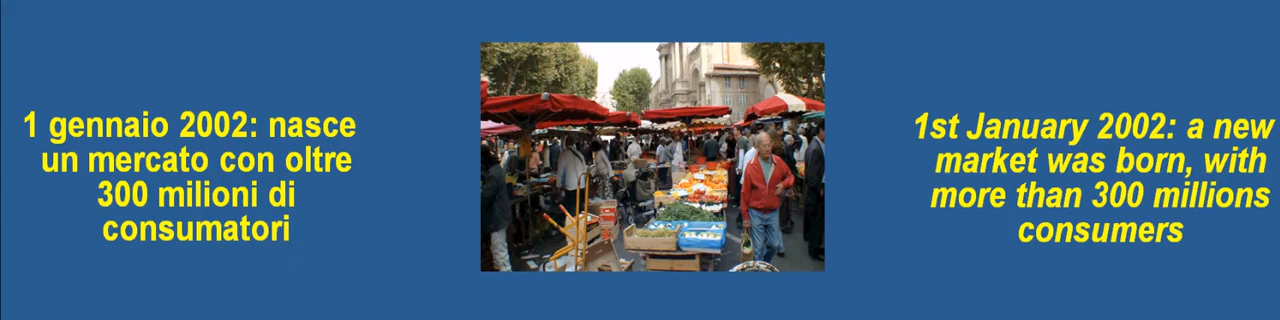 1 gennaio 2002: nasce
un mercato con oltre
300 milioni di
consumatori
1st January 2002: a new
market was born, with
more than 300 millions
consumers